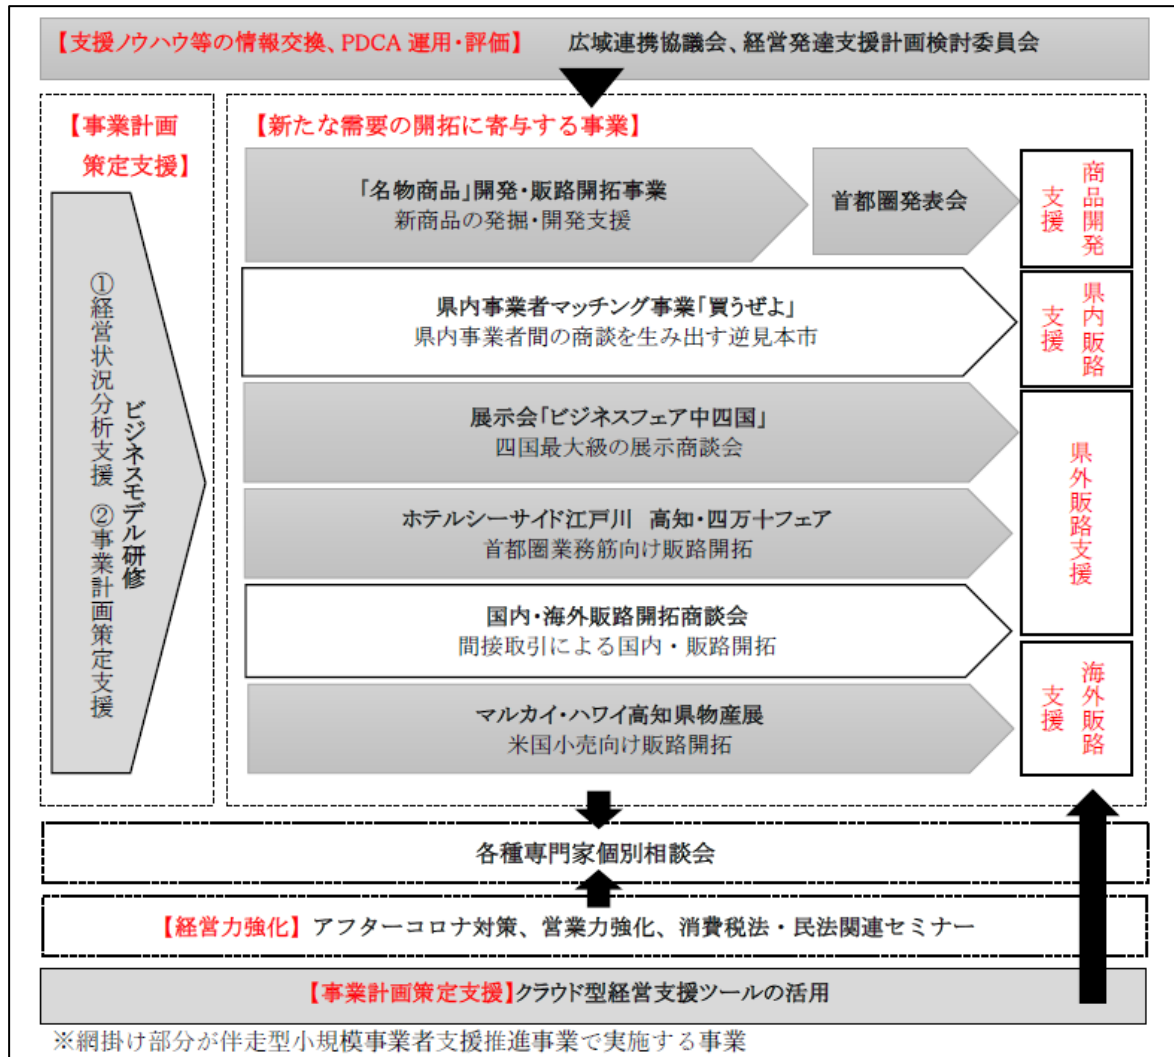 【支援ノウハウ等の情報交換、PDCA 運用・評価】 広域連携協議会、経営発達支援計画検討委員会
【事業計画
策定支援】
ビジネスモデル研修
①経営状況分析支援 ②事業計画策定支援
【新たな需要の開拓に寄与する事業】
「名物商品」開発・販路開拓事業
新商品の発掘・開発支援
首都圏発表会
商品開発
支援
県内事業者マッチング事業「買うぜよ」
県内事業者間の商談を生み出す逆見本市
県内販路
支援
展示会「ビジネスフェア中四国」
四国最大級の展示商談会
ホテルシーサイド江戸川 高知・四万十フェア
首都圏業務筋向け販路開拓
県外販路支援
国内・海外販路開拓商談会
間接取引による国内・販路開拓
マルカイ・ハワイ高知県物産展
米国小売向け販路開拓
海外販路
支援
各種専門家個別相談会
【経営力強化】アフターコロナ対策、営業力強化、消費税法・民法関連セミナー
【事業計画策定支援】クラウド型経営支援ツールの活用
※網掛け部分が伴走型小規模事業者支援推進事業で実施する事業